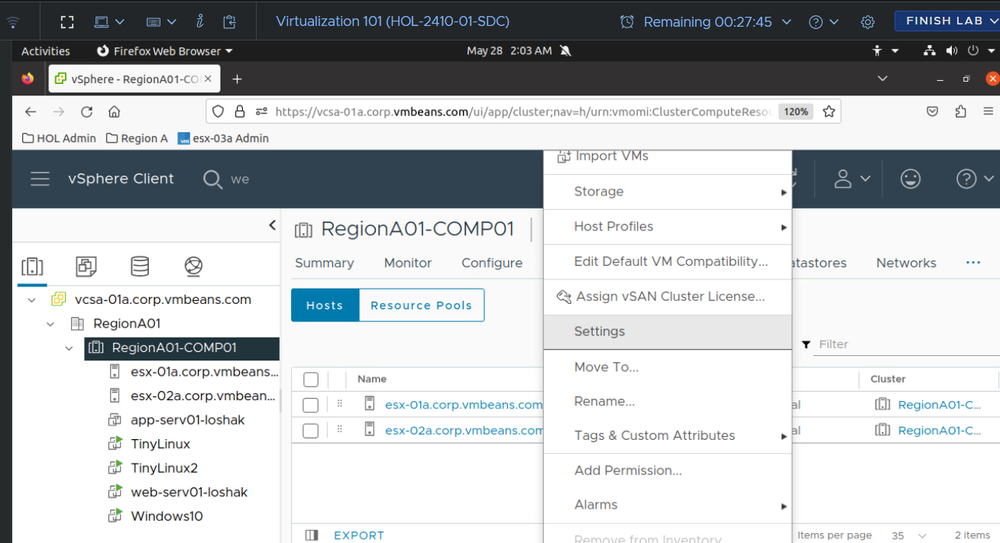 Virtualization 101 (HOL-2410-01-SDC)
Remaining 00:27:45
FINISH LAB
Activities
Firefox Web Browser
May 28 2:03 AM
vSphere - RegionA01-CO
https://vcsa-01a.corp.vmbeans.com/ui/app/cluster;nav=h/urn:vmomi:ClusterComputeReso
120%
HOL Admin
Region A
esx-03a Admin
vSphere Client
we
vcsa-01a.corp.vmbeans.com
RegionA01
RegionA01-COMP01
esx-01a.corp.vmbeans...
esx-02a.corp.vmbean...
app-serv01-loshak
TinyLinux
TinyLinux2
web-serv01-loshak
Windows10
RegionA01-COMP01
Summary
Monitor
Configure
atastores
Networks
...
Hosts
Resource Pools
Filter
Name
Cluster
esx-01a.corp.vmbeans.com
al
RegionA01-C...
esx-02a.corp.vmbeans.com
al
RegionA01-C...
EXPORT
Items per page
35
2 items
Import VMs
Storage
Host Profiles
Edit Default VM Compatibility...
Assign vSAN Cluster License...
Settings
Move To...
Rename...
Tags & Custom Attributes
Add Permission...
Alarms
Remove from Inventory